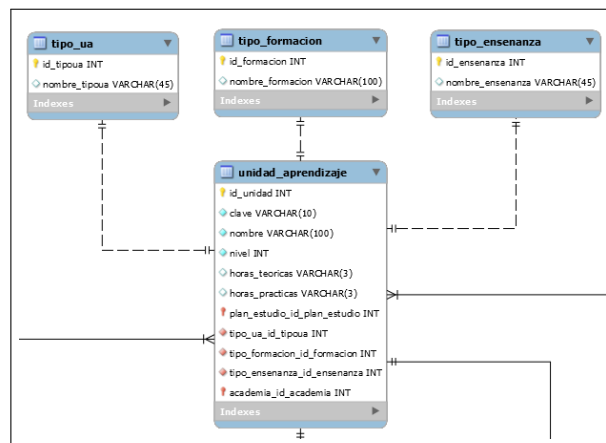 tipo_ua
id_tipoua INT
nombre_tipoua VARCHAR(45)
Indexes
tipo_formacion
id_formacion INT
nombre_formacion VARCHAR(100)
Indexes
tipo_ensenanza
id_ensenanza INT
nombre_ensenanza VARCHAR(45)
Indexes
unidad_aprendizaje
id_unidad INT
clave VARCHAR(10)
nombre VARCHAR(100)
nivel INT
horas_teoricas VARCHAR(3)
horas_practicas VARCHAR(3)
plan_estudio_id_plan_estudio INT
tipo_ua_id_tipoua INT
tipo_formacion_id_formacion INT
tipo_ensenanza_id_ensenanza INT
academia_id_academia INT
Indexes